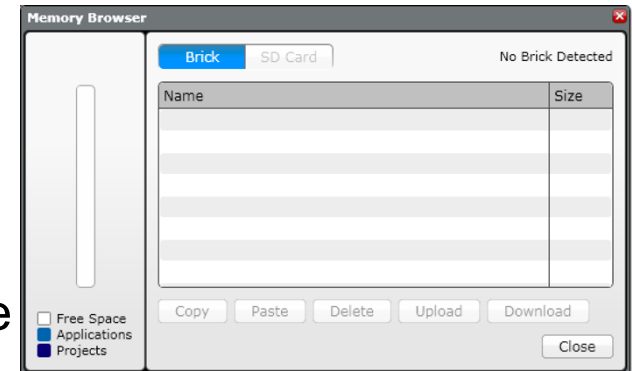 Memory Browser
Brick SD Card No Brick Detected
Name Size
e
Free Space
Applications
Projects
Copy Paste Delete Upload Download
Close